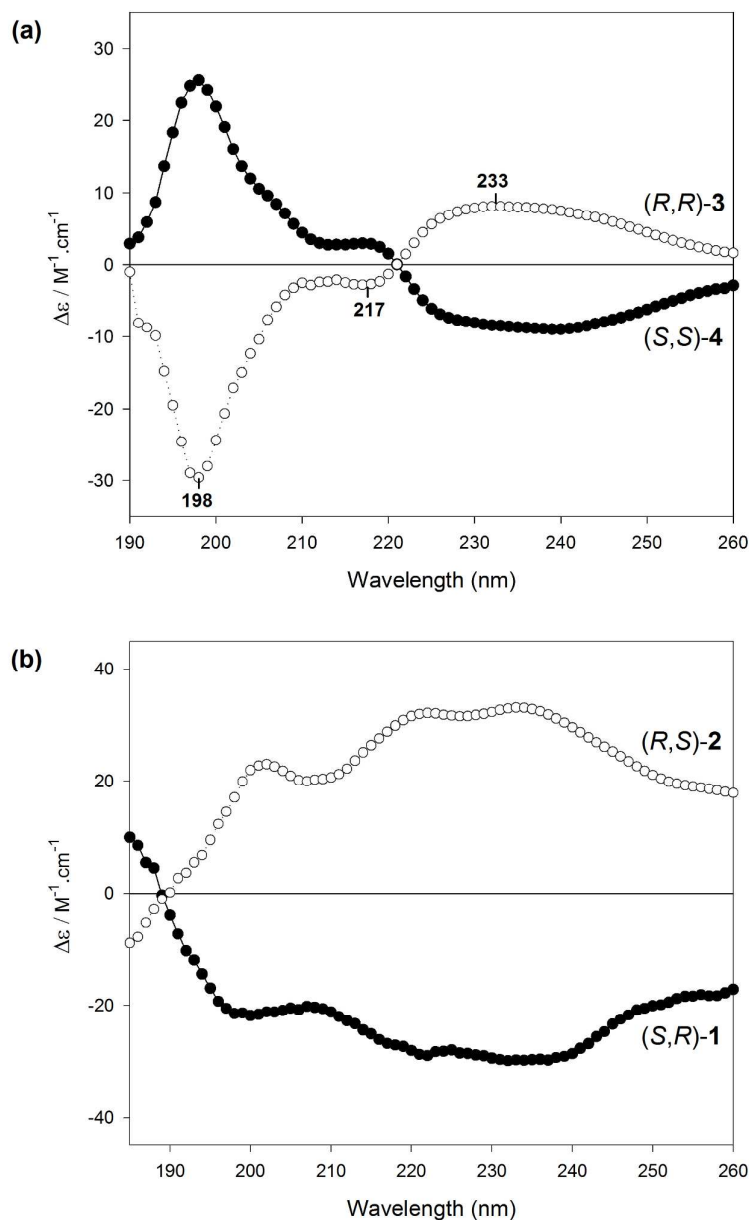 (a)
30
20
10
0
-10
-20
-30
Δε / M-1.cm-1
233
(R,R)-3
217
(S,S)-4
198
190 200 210 220 230 240 250 260
Wavelength (nm)
(b)
40
20
0
-20
-40
Δε / M-1.cm-1
(R,S)-2
(S,R)-1
190 200 210 220 230 240 250 260
Wavelength (nm)